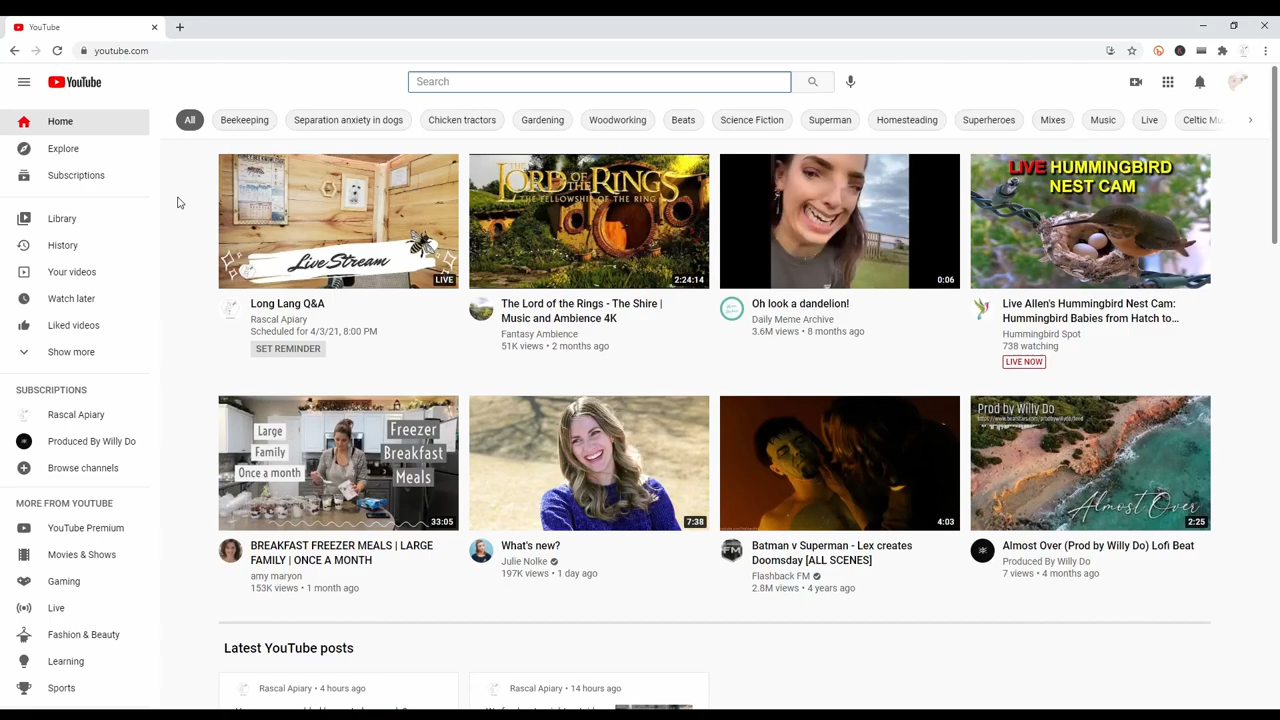 YouTube
youtube.com
YouTube
Search
Home
Explore
Subscriptions
Library
History
Your videos
Watch later
Liked videos
Show more
SUBSCRIPTIONS
Rascal Apiary
Produced By Willy Do
Browse channels
MORE FROM YOUTUBE
YouTube Premium
Movies & Shows
Gaming
Live
Fashion & Beauty
Learning
Sports
All
Beekeeping
Separation anxiety in dogs
Chicken tractors
Gardening
Woodworking
Beats
Science Fiction
Superman
Homesteading
Superheroes
Mixes
Music
Live
Celtic Mu
LiveStream
LIVE
Long Lang Q&A
Rascal Apiary
Scheduled for 4/3/21, 8:00 PM
SET REMINDER
THE LORD OF THE RINGS
THE FELLOWSHIP OF THE RING
2:24:14
The Lord of the Rings - The Shire |
Music and Ambience 4K
Fantasy Ambience
51K views • 2 months ago
0:06
Oh look a dandelion!
Daily Meme Archive
3.6M views • 8 months ago
LIVE HUMMINGBIRD
NEST CAM
Live Allen's Hummingbird Nest Cam:
Hummingbird Babies from Hatch to...
Hummingbird Spot
738 watching
LIVE NOW
Large
Family
Once a month
Freezer
Breakfast
Meals
33:05
BREAKFAST FREEZER MEALS | LARGE
FAMILY | ONCE A MONTH
amy maryon
153K views • 1 month ago
7:38
What's new?
Julie Nolke
197K views • 1 day ago
4:03
FM
Batman v Superman - Lex creates
Doomsday [ALL SCENES]
Flashback FM
2.8M views • 4 years ago
Prod by Willy Do
Almost Over
2:25
Almost Over (Prod by Willy Do) Lofi Beat
Produced By Willy Do
7 views • 4 months ago
Latest YouTube posts
Rascal Apiary • 4 hours ago
Rascal Apiary • 14 hours ago